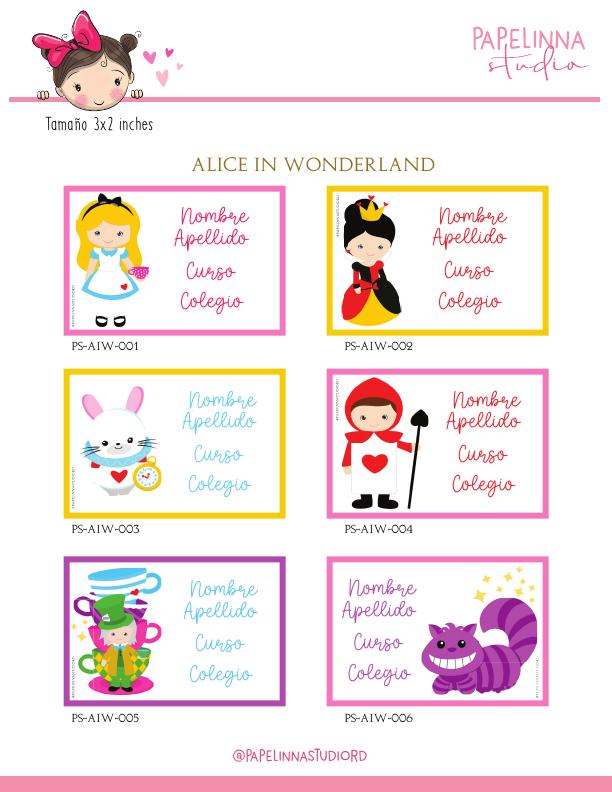 PAPELINNA
studio
Tamaño 3x2 inches
ALICE IN WONDERLAND
Nombre
Apellido
Curso
Colegio
PS-AIW-001
Nombre
Apellido
Curso
Colegio
PS-AIW-002
Nombre
Apellido
Curso
Colegio
PS-AIW-003
Nombre
Apellido
Curso
Colegio
PS-AIW-004
Nombre
Apellido
Curso
Colegio
PS-AIW-005
Nombre
Apellido
Curso
Colegio
PS-AIW-006
@PAPELINNASTUDIORD